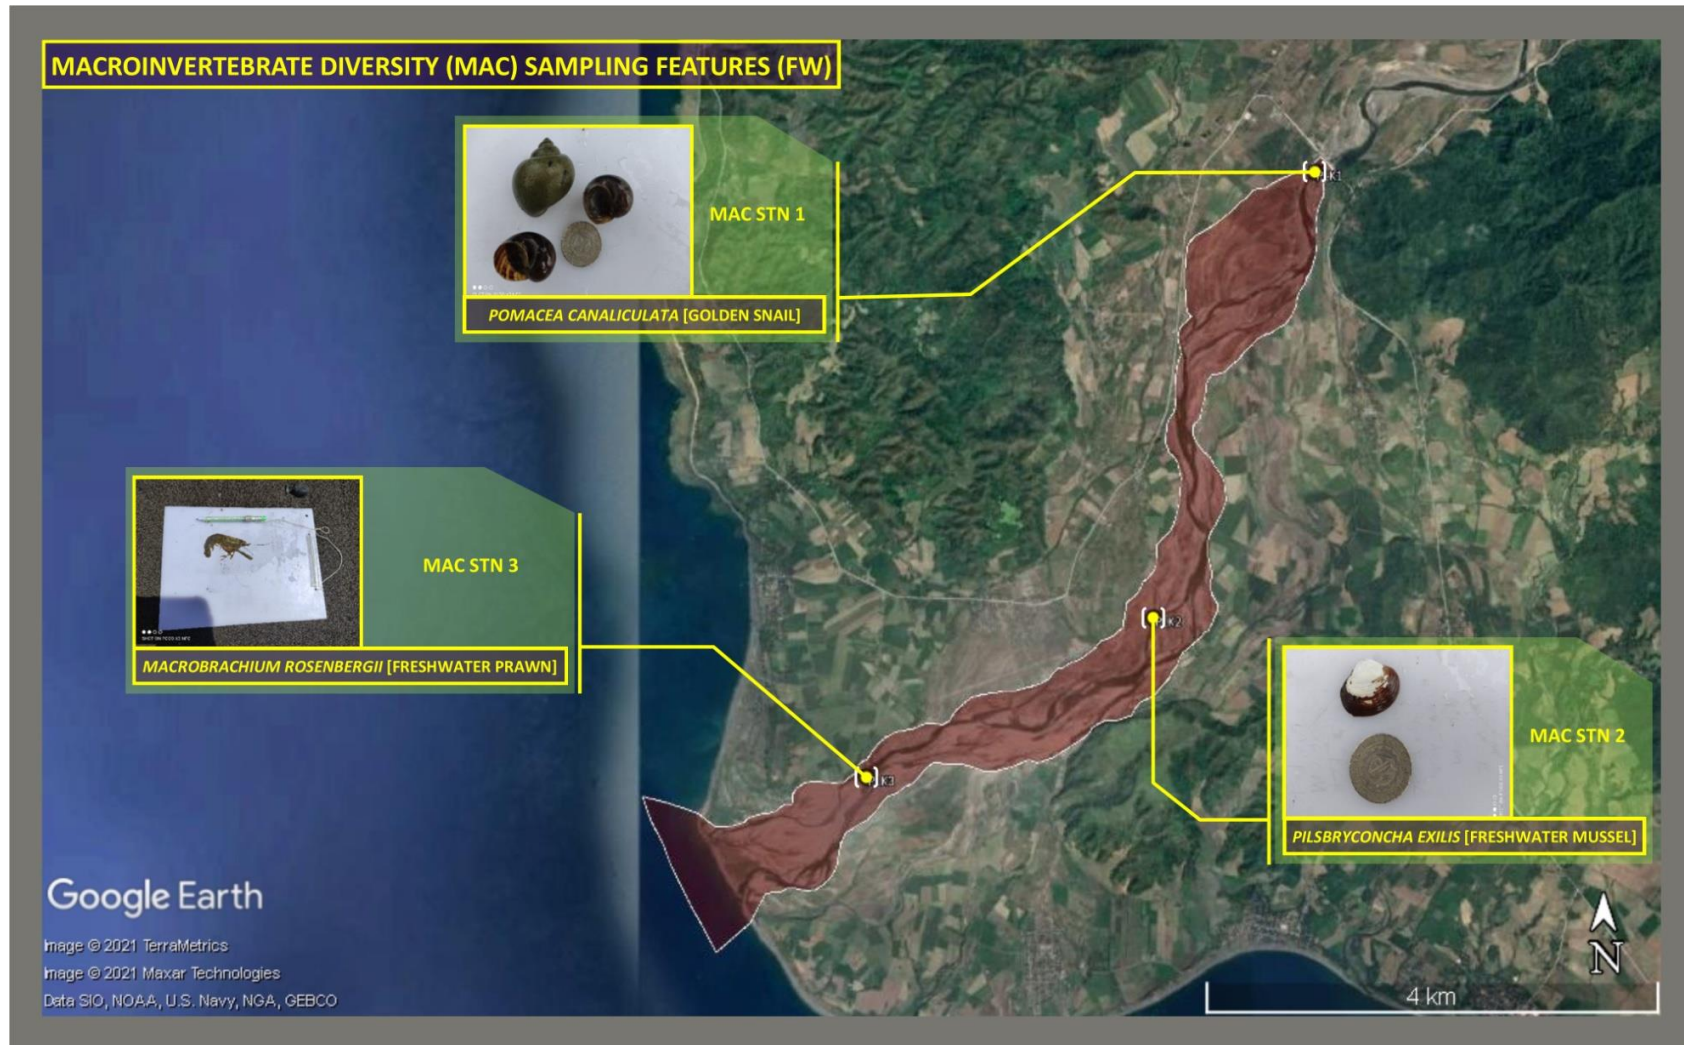 MACROINVERTEBRATE DIVERSITY (MAC) SAMPLING FEATURES (FW)
MAC STN 1
POMACEA CANALICULATA [GOLDEN SNAIL]
K1
MAC STN 3
MACROBRACHIUM ROSENBERGII [FRESHWATER PRAWN]
K2
MAC STN 2
K3
PILSBRYCONCHA EXILIS [FRESHWATER MUSSEL]
Google Earth
Image © 2021 TerraMetrics
Image © 2021 Maxar Technologies
Data SIO, NOAA, U.S. Navy, NGA, GEBCO
N
4 km